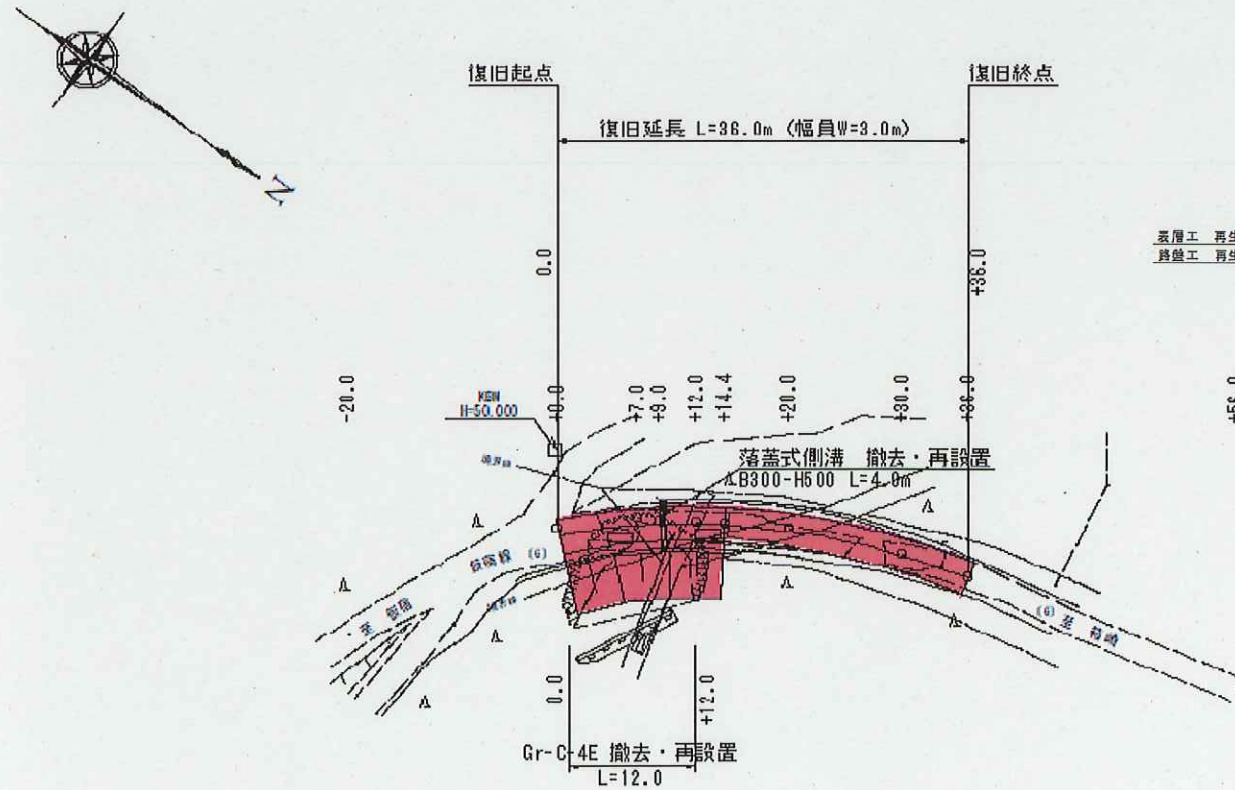 N
復旧起点
復旧終点
復旧延長 L=36.0m (幅員W=3.0m)
表層工 再生
路盤工 再生
0.0
+36.0
-20.0
+0.0
+7.0
+9.0
+12.0
+14.4
+20.0
+30.0
+36.0
KBM
H=50.000
落蓋式側溝 撤去・再設置
B300-H500 L=4.0m
(G)
至
(G) 至
0.0
+12.0
Gr-C-4E 撤去・再設置
L=12.0